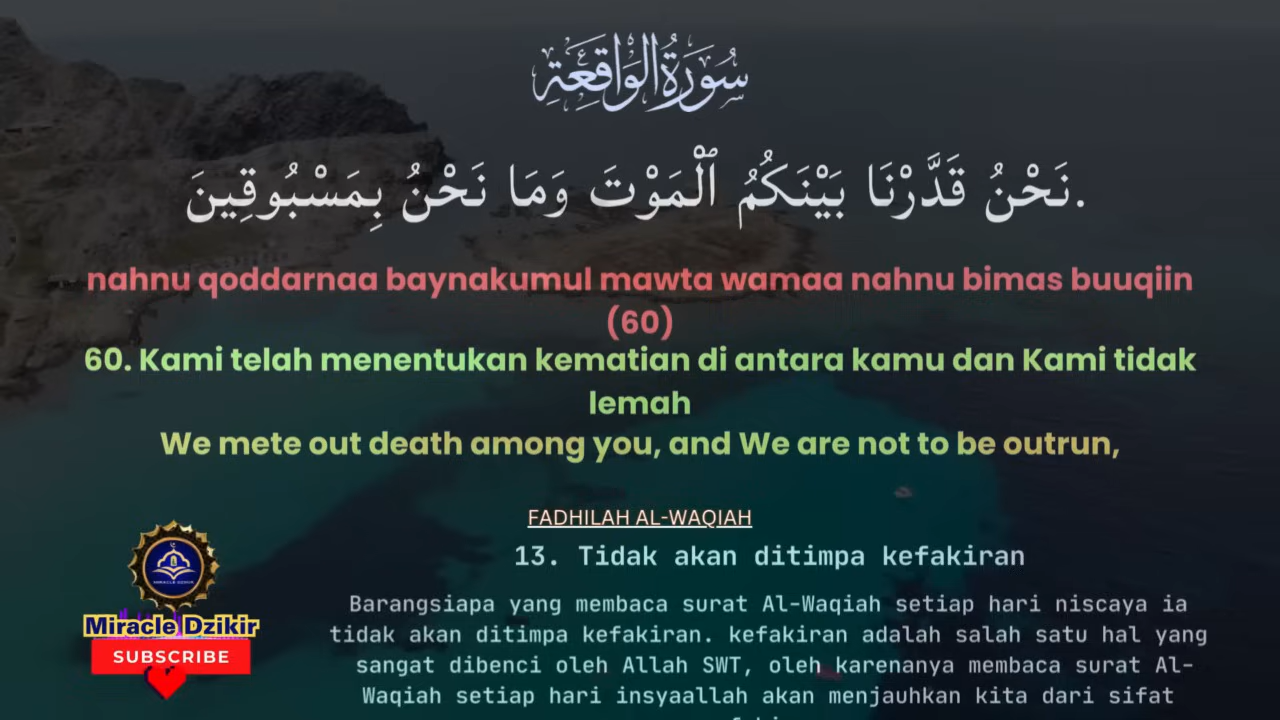 سُورَةُ الْوَاقِعَةِ
نَحْنُ قَدَّرْنَا بَيْنَكُمُ ٱلْمَوْتَ وَمَا نَحْنُ بِمَسْبُوقِينَ.
nahnu qoddarnaa baynakumul mawta wamaa nahnu bimas buuqiin
(60)
60. Kami telah menentukan kematian di antara kamu dan Kami tidak
lemah
We mete out death among you, and We are not to be outrun,
FADHILAH AL-WAQIAH
13. Tidak akan ditimpa kefakiran
Barangsiapa yang membaca surat Al-Waqiah setiap hari niscaya ia
tidak akan ditimpa kefakiran. kefakiran adalah salah satu hal yang
sangat dibenci oleh Allah SWT, oleh karenanya membaca surat Al-
Waqiah setiap hari insyaallah akan menjauhkan kita dari sifat
MIRACLE DZIKIR
Miracle Dzikir
SUBSCRIBE